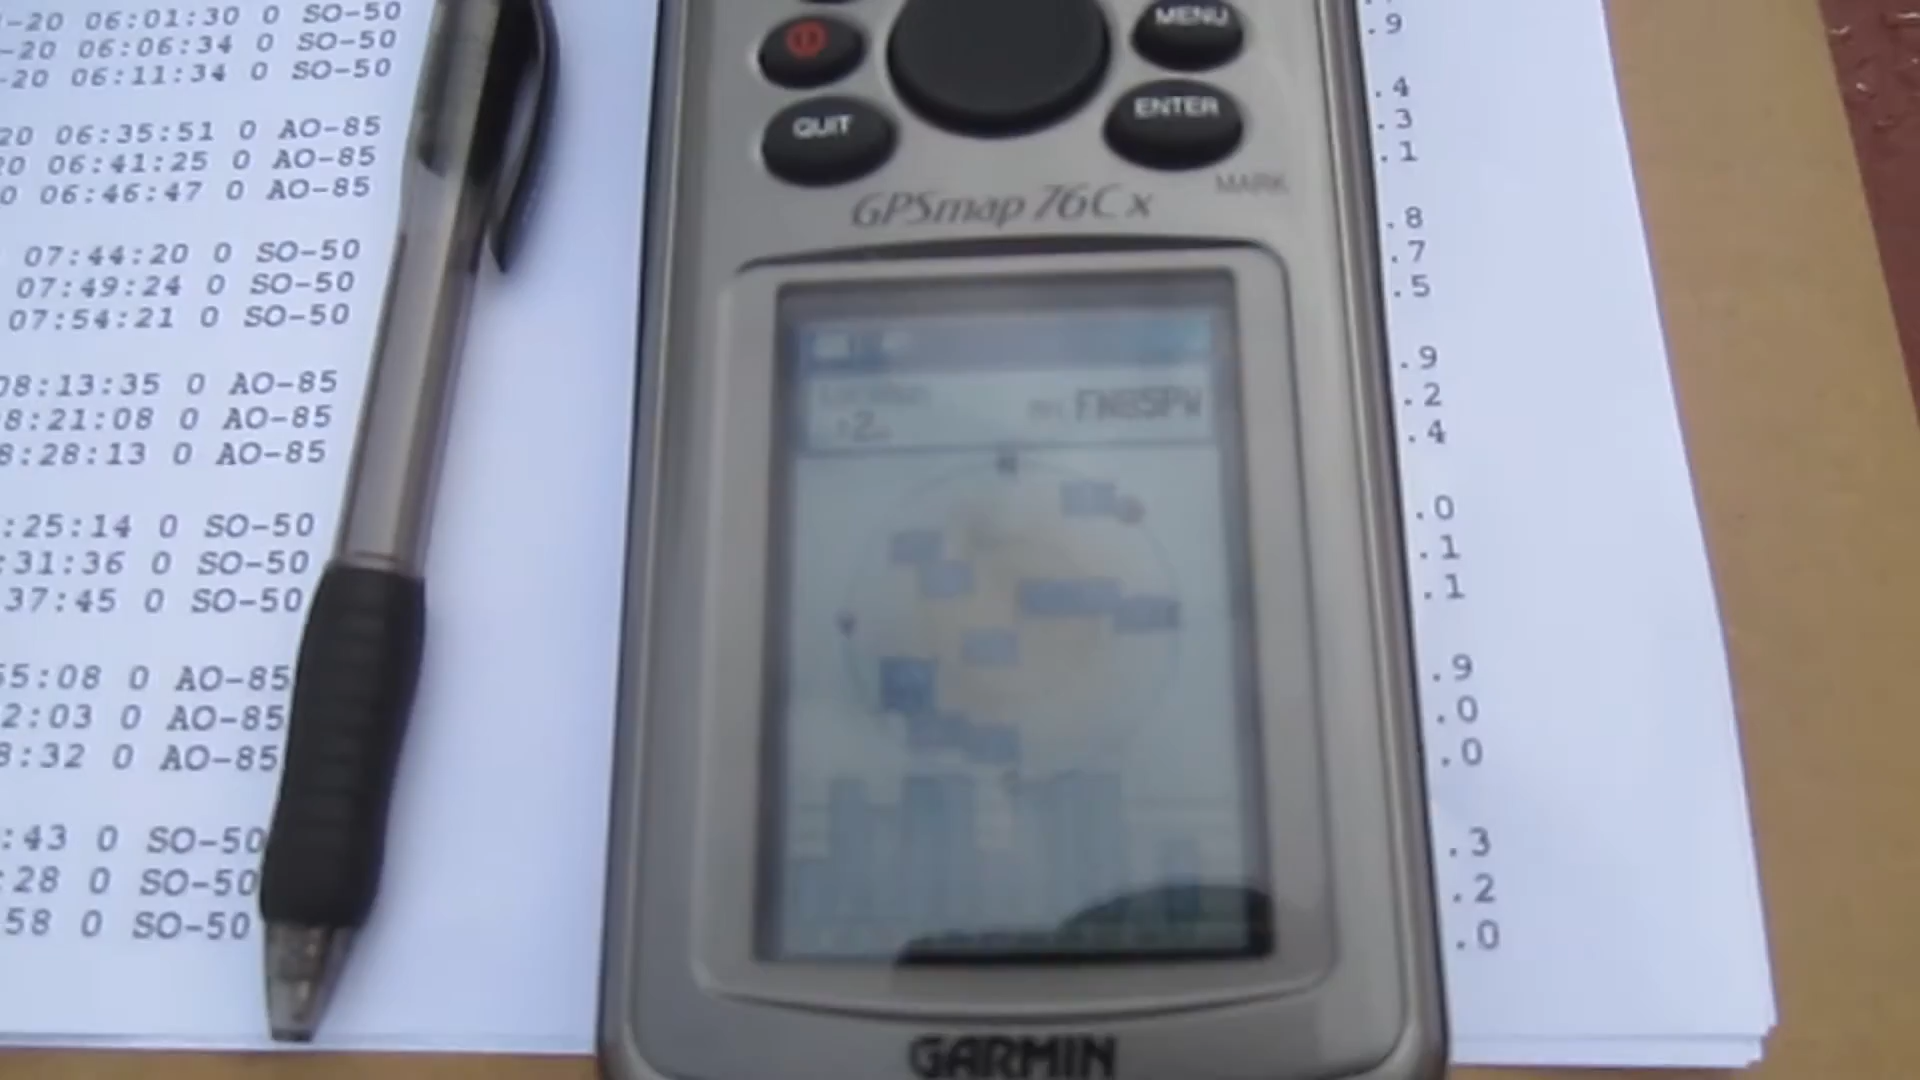 -20 06:01:30 0 SO-50
-20 06:06:34 0 SO-50
-20 06:11:34 0 SO-50
20 06:35:51 0 AO-85
0 06:41:25 0 AO-85
0 06:46:47 0 AO-85
07:44:20 0 SO-50
07:49:24 0 SO-50
07:54:21 0 SO-50
08:13:35 0 AO-85
8:21:08 0 AO-85
8:28:13 0 AO-85
:25:14 0 SO-50
:31:36 0 SO-50
37:45 0 SO-50
55:08 0 AO-85
2:03 0 AO-85
8:32 0 AO-85
:43 0 SO-50
:28 0 SO-50
58 0 SO-50
MENU
QUIT
ENTER
MARK
GPSmap 76Cx
GARMIN
.9
.4
.3
.1
.8
.7
.5
.9
.2
.4
.0
.1
.1
.9
.0
.0
.3
.2
.0